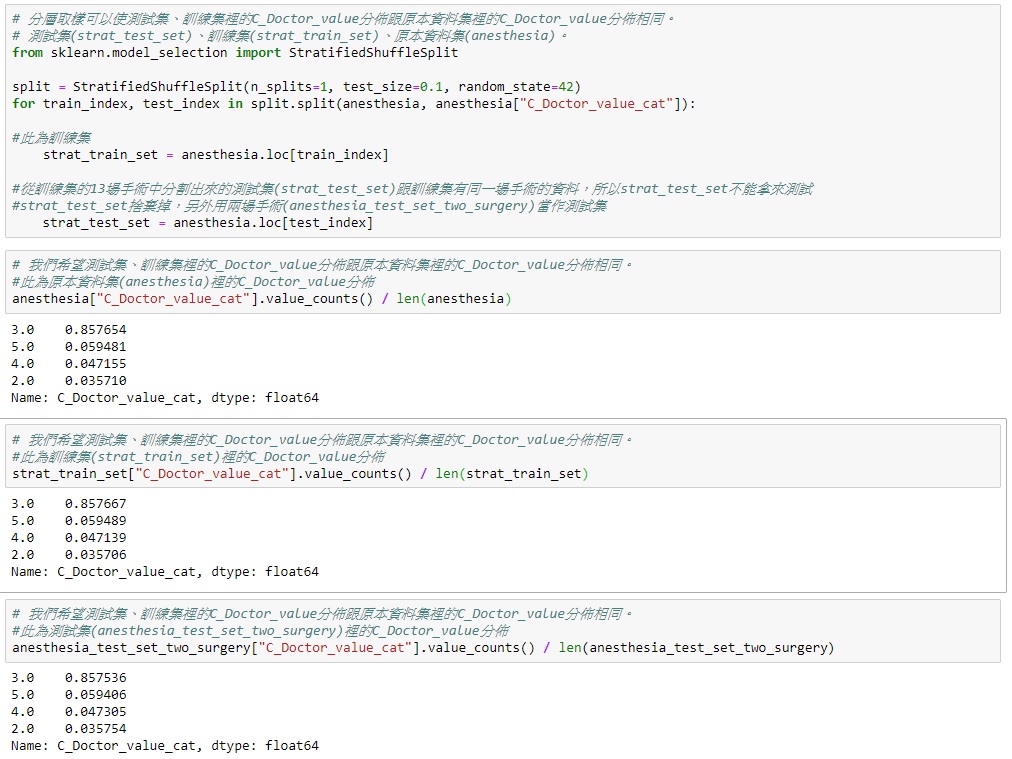 # 分層取樣可以使測試集、訓練集裡的C_Doctor_value分佈跟原本資料集裡的C_Doctor_value分佈相同。
# 測試集(strat_test_set)、訓練集(strat_train_set)、原本資料集(anesthesia)。
from sklearn.model_selection import StratifiedShuffleSplit
split = StratifiedShuffleSplit(n_splits=1, test_size=0.1, random_state=42)
for train_index, test_index in split.split(anesthesia, anesthesia["C_Doctor_value_cat"]):
#此為訓練集
strat_train_set = anesthesia.loc[train_index]
#從訓練集的13場手術中分割出來的測試集(strat_test_set)跟訓練集有同一場手術的資料，所以strat_test_set不能拿來測試
#strat_test_set捨棄掉，另外用兩場手術(anesthesia_test_set_two_surgery)當作測試集
strat_test_set = anesthesia.loc[test_index]
# 我們希望測試集、訓練集裡的C_Doctor_value分佈跟原本資料集裡的C_Doctor_value分佈相同。
#此為原本資料集(anesthesia)裡的C_Doctor_value分佈
anesthesia["C_Doctor_value_cat"].value_counts() / len(anesthesia)
3.0    0.857654
5.0    0.059481
4.0    0.047155
2.0    0.035710
Name: C_Doctor_value_cat, dtype: float64
# 我們希望測試集、訓練集裡的C_Doctor_value分佈跟原本資料集裡的C_Doctor_value分佈相同。
#此為訓練集(strat_train_set)裡的C_Doctor_value分佈
strat_train_set["C_Doctor_value_cat"].value_counts() / len(strat_train_set)
3.0    0.857667
5.0    0.059489
4.0    0.047139
2.0    0.035706
Name: C_Doctor_value_cat, dtype: float64
# 我們希望測試集、訓練集裡的C_Doctor_value分佈跟原本資料集裡的C_Doctor_value分佈相同。
#此為測試集(anesthesia_test_set_two_surgery)裡的C_Doctor_value分佈
anesthesia_test_set_two_surgery["C_Doctor_value_cat"].value_counts() / len(anesthesia_test_set_two_surgery)
3.0    0.857536
5.0    0.059406
4.0    0.047305
2.0    0.035754
Name: C_Doctor_value_cat, dtype: float64